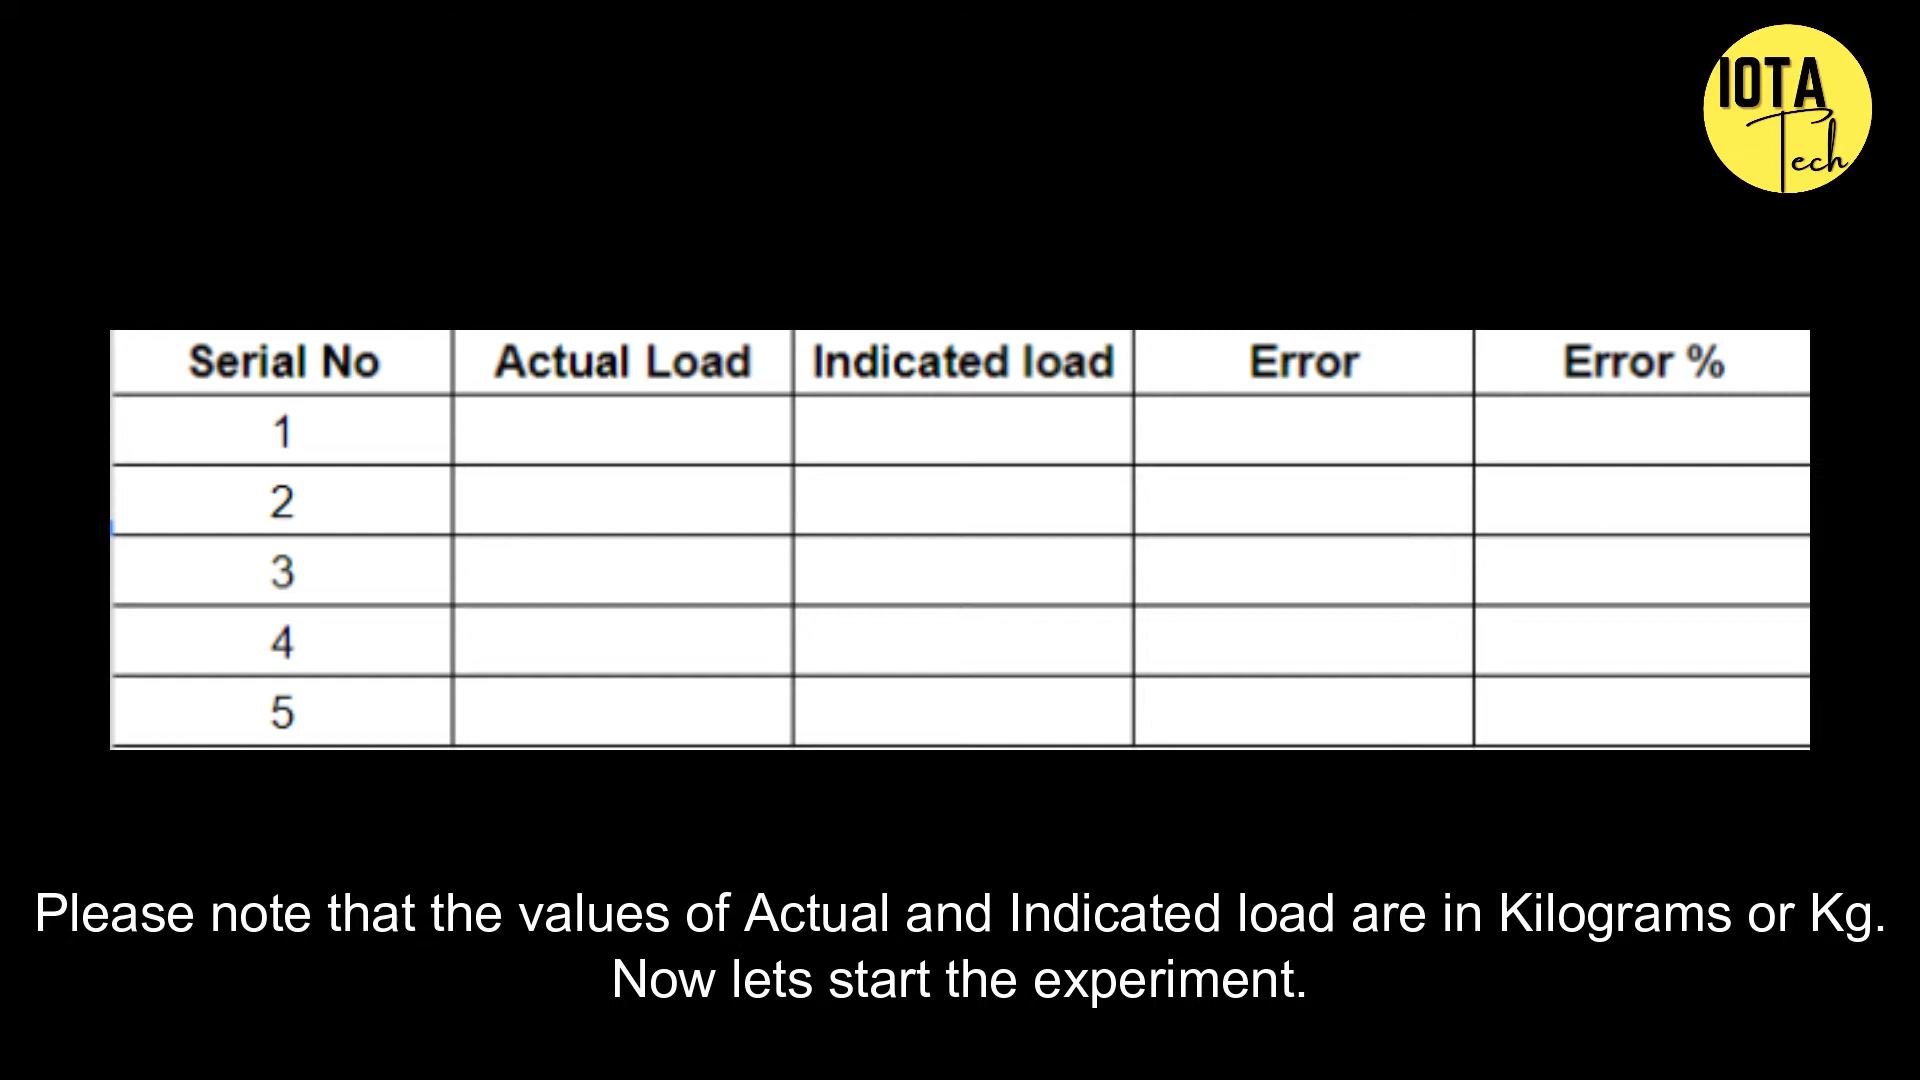 IOTA
Tech
Serial No Actual Load Indicated load Error Error %
1
2
3
4
5
Please note that the values of Actual and Indicated load are in Kilograms or Kg.
Now lets start the experiment.